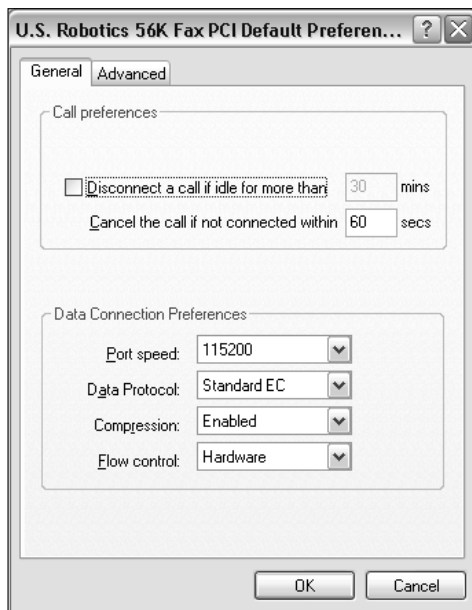 U.S. Robotics 56K Fax PCI Default Preferen... ?
General Advanced
Call preferences
Disconnect a call if idle for more than 30 mins
Cancel the call if not connected within 60 secs
Data Connection Preferences
Port speed: 115200
Data Protocol: Standard EC
Compression: Enabled
Flow control: Hardware
OK Cancel